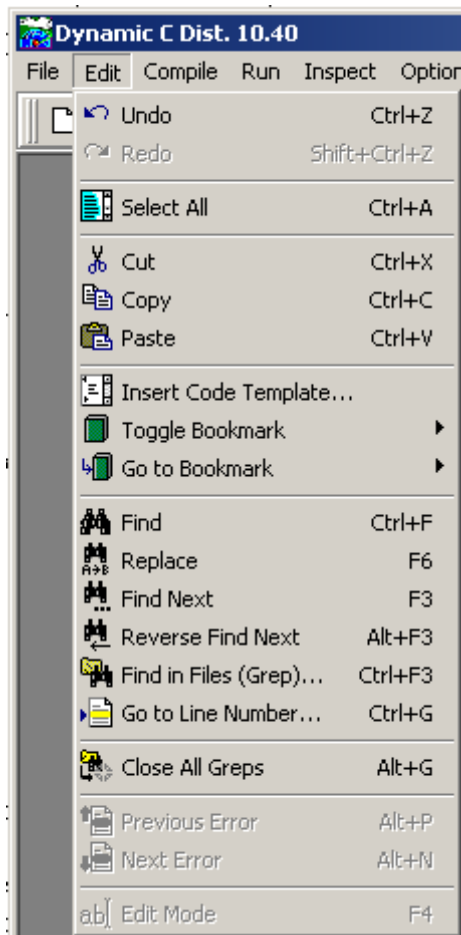 Dynamic C Dist. 10.40
File Edit Compile Run Inspect Option
Undo Ctrl+Z
Redo Shift+Ctrl+Z
Select All Ctrl+A
Cut Ctrl+X
Copy Ctrl+C
Paste Ctrl+V
Insert Code Template...
Toggle Bookmark
Go to Bookmark
Find Ctrl+F
Replace F6
Find Next F3
Reverse Find Next Alt+F3
Find in Files (Grep)... Ctrl+F3
Go to Line Number... Ctrl+G
Close All Greps Alt+G
Previous Error Alt+P
Next Error Alt+N
Edit Mode F4